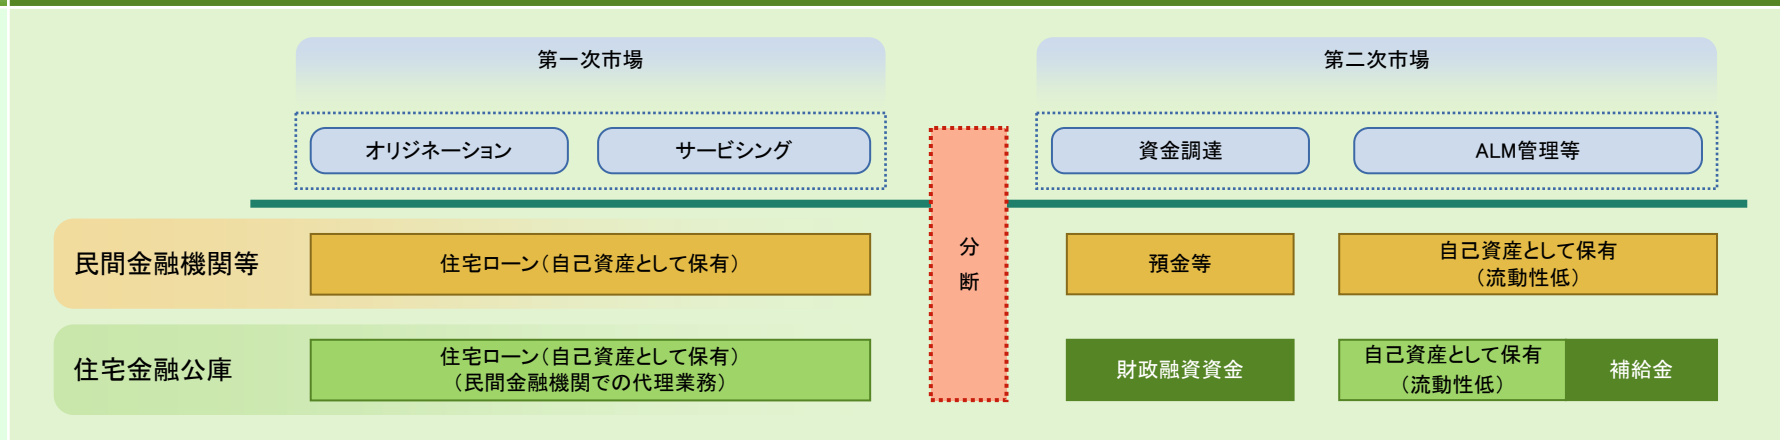 第一次市場
第二次市場
オリジネーション
サービシング
資金調達
ALM管理等
分
断
民間金融機関等
住宅ローン（自己資産として保有）
預金等
自己資産として保有
（流動性低）
住宅金融公庫
住宅ローン（自己資産として保有）
（民間金融機関での代理業務）
財政融資資金
自己資産として保有
（流動性低）
補給金